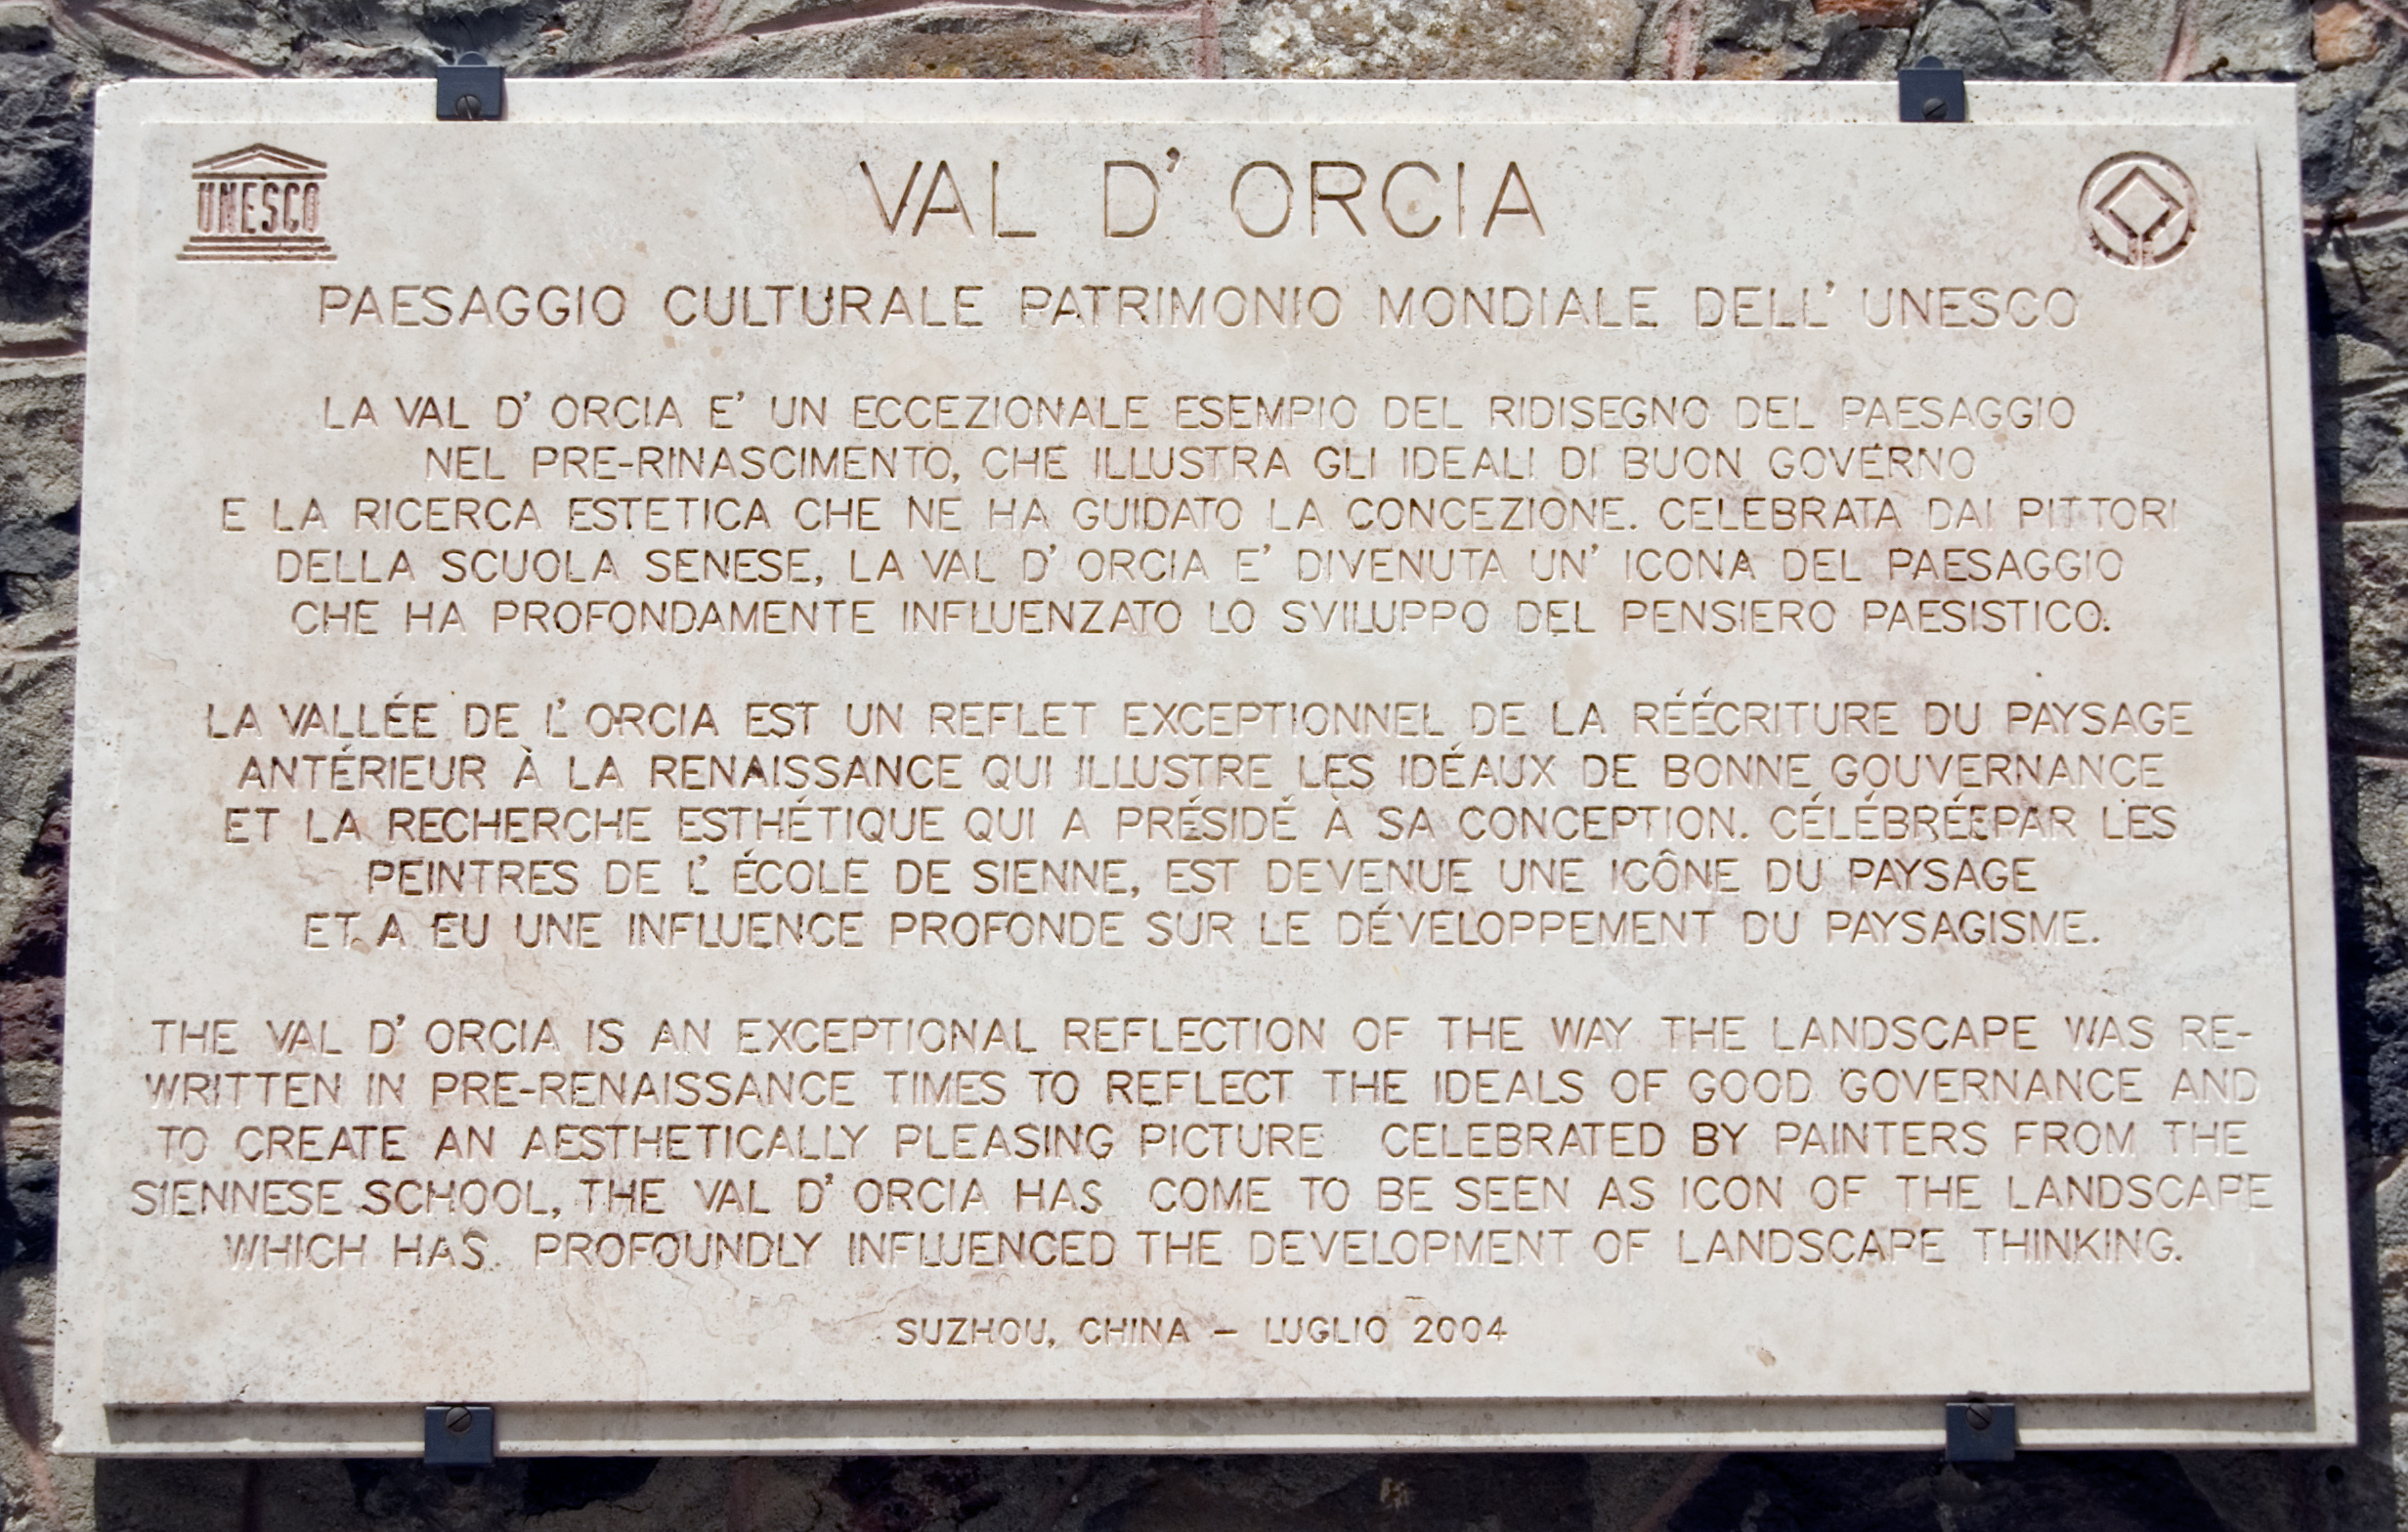 UNESCO
VAL D' ORCIA
PAESAGGIO CULTURALE PATRIMONIO MONDIALE DELL' UNESCO
LA VAL D' ORCIA E' UN ECCEZIONALE ESEMPIO DEL RIDISEGNO DEL PAESAGGIO
NEL PRE-RINASCIMENTO, CHE ILLUSTRA GLI IDEALI DI BUON GOVERNO
E LA RICERCA ESTETICA CHE NE HA GUIDATO LA CONCEZIONE. CELEBRATA DAI PITTORI
DELLA SCUOLA SENESE, LA VAL D' ORCIA E' DIVENUTA UN' ICONA DEL PAESAGGIO
CHE HA PROFONDAMENTE INFLUENZATO LO SVILUPPO DEL PENSIERO PAESISTICO.
LA VALLÉE DE L' ORCIA EST UN REFLET EXCEPTIONNEL DE LA RÉÉCRITURE DU PAYSAGE
ANTÉRIEUR À LA RENAISSANCE QUI ILLUSTRE LES IDÉAUX DE BONNE GOUVERNANCE
ET LA RECHERCHE ESTHÉTIQUE QUI A PRÉSIDÉ À SA CONCEPTION. CÉLÉBRÉEPAR LES
PEINTRES DE L' ÉCOLE DE SIENNE, EST DEVENUE UNE ICÔNE DU PAYSAGE
ET A EU UNE INFLUENCE PROFONDE SUR LE DÉVELOPPEMENT DU PAYSAGISME.
THE VAL D' ORCIA IS AN EXCEPTIONAL REFLECTION OF THE WAY THE LANDSCAPE WAS RE-
WRITTEN IN PRE-RENAISSANCE TIMES TO REFLECT THE IDEALS OF GOOD GOVERNANCE AND
TO CREATE AN AESTHETICALLY PLEASING PICTURE CELEBRATED BY PAINTERS FROM THE
SIENNESE SCHOOL, THE VAL D' ORCIA HAS COME TO BE SEEN AS ICON OF THE LANDSCAPE
WHICH HAS PROFOUNDLY INFLUENCED THE DEVELOPMENT OF LANDSCAPE THINKING.
SUZHOU, CHINA - LUGLIO 2004